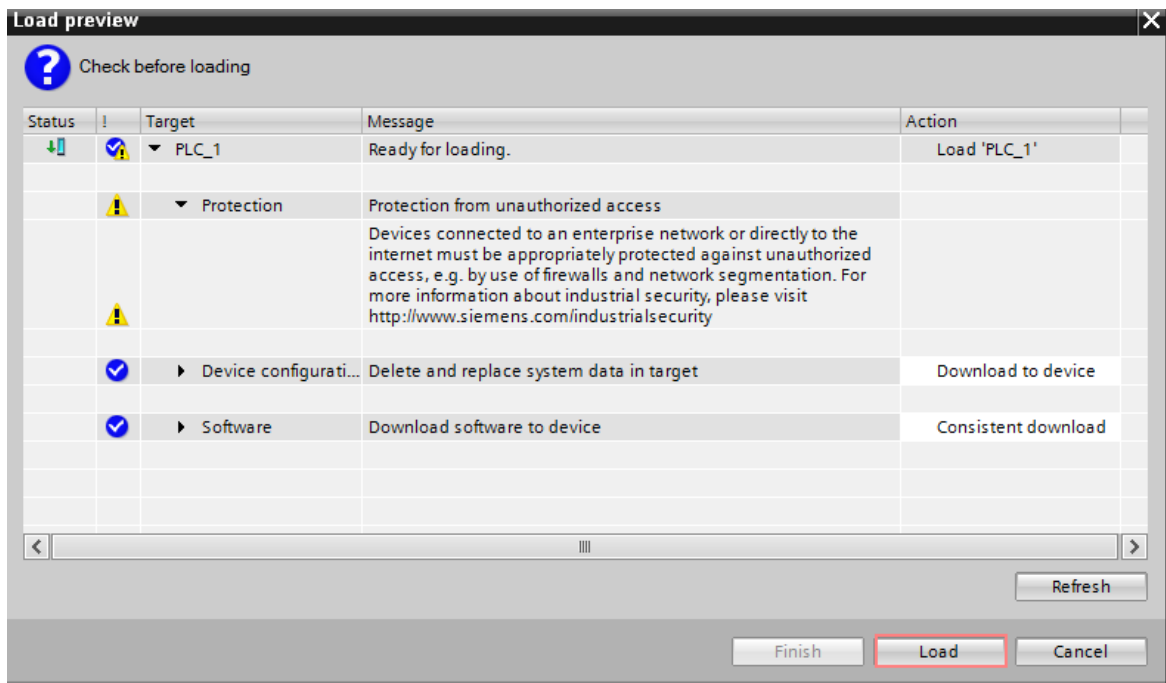 Load preview
Check before loading
Status ! Target Message Action
PLC_1 Ready for loading. Load 'PLC_1'
Protection Protection from unauthorized access
Devices connected to an enterprise network or directly to the
internet must be appropriately protected against unauthorized
access, e.g. by use of firewalls and network segmentation. For
more information about industrial security, please visit
http://www.siemens.com/industrialsecurity
Device configurati... Delete and replace system data in target Download to device
Software Download software to device Consistent download
Refresh
Finish Load Cancel